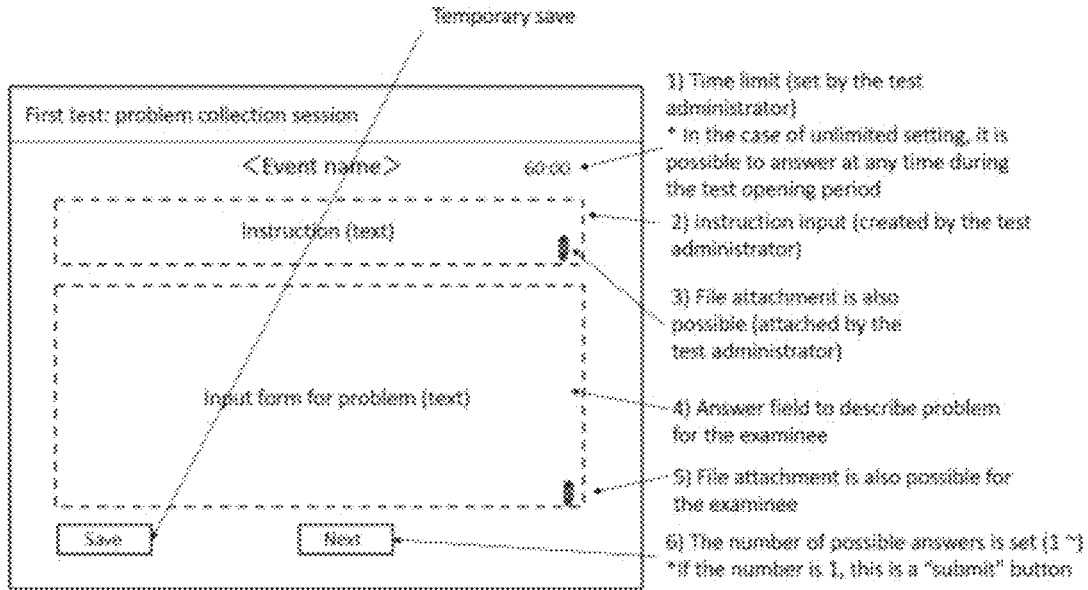 Temporary save
First test: problem collection session
<Event name>
60:00
Instruction (text)
Input form for problem (text)
Save
Next
1) Time limit (set by the test
administrator)
* In the case of unlimited setting, it is
possible to answer at any time during
the test opening period
2) Instruction input (created by the test
administrator)
3) File attachment is also
possible (attached by the
test administrator)
4) Answer field to describe problem
for the examinee
5) File attachment is also possible for
the examinee
6) The number of possible answers is set (1 ~)
*if the number is 1, this is a "submit" button